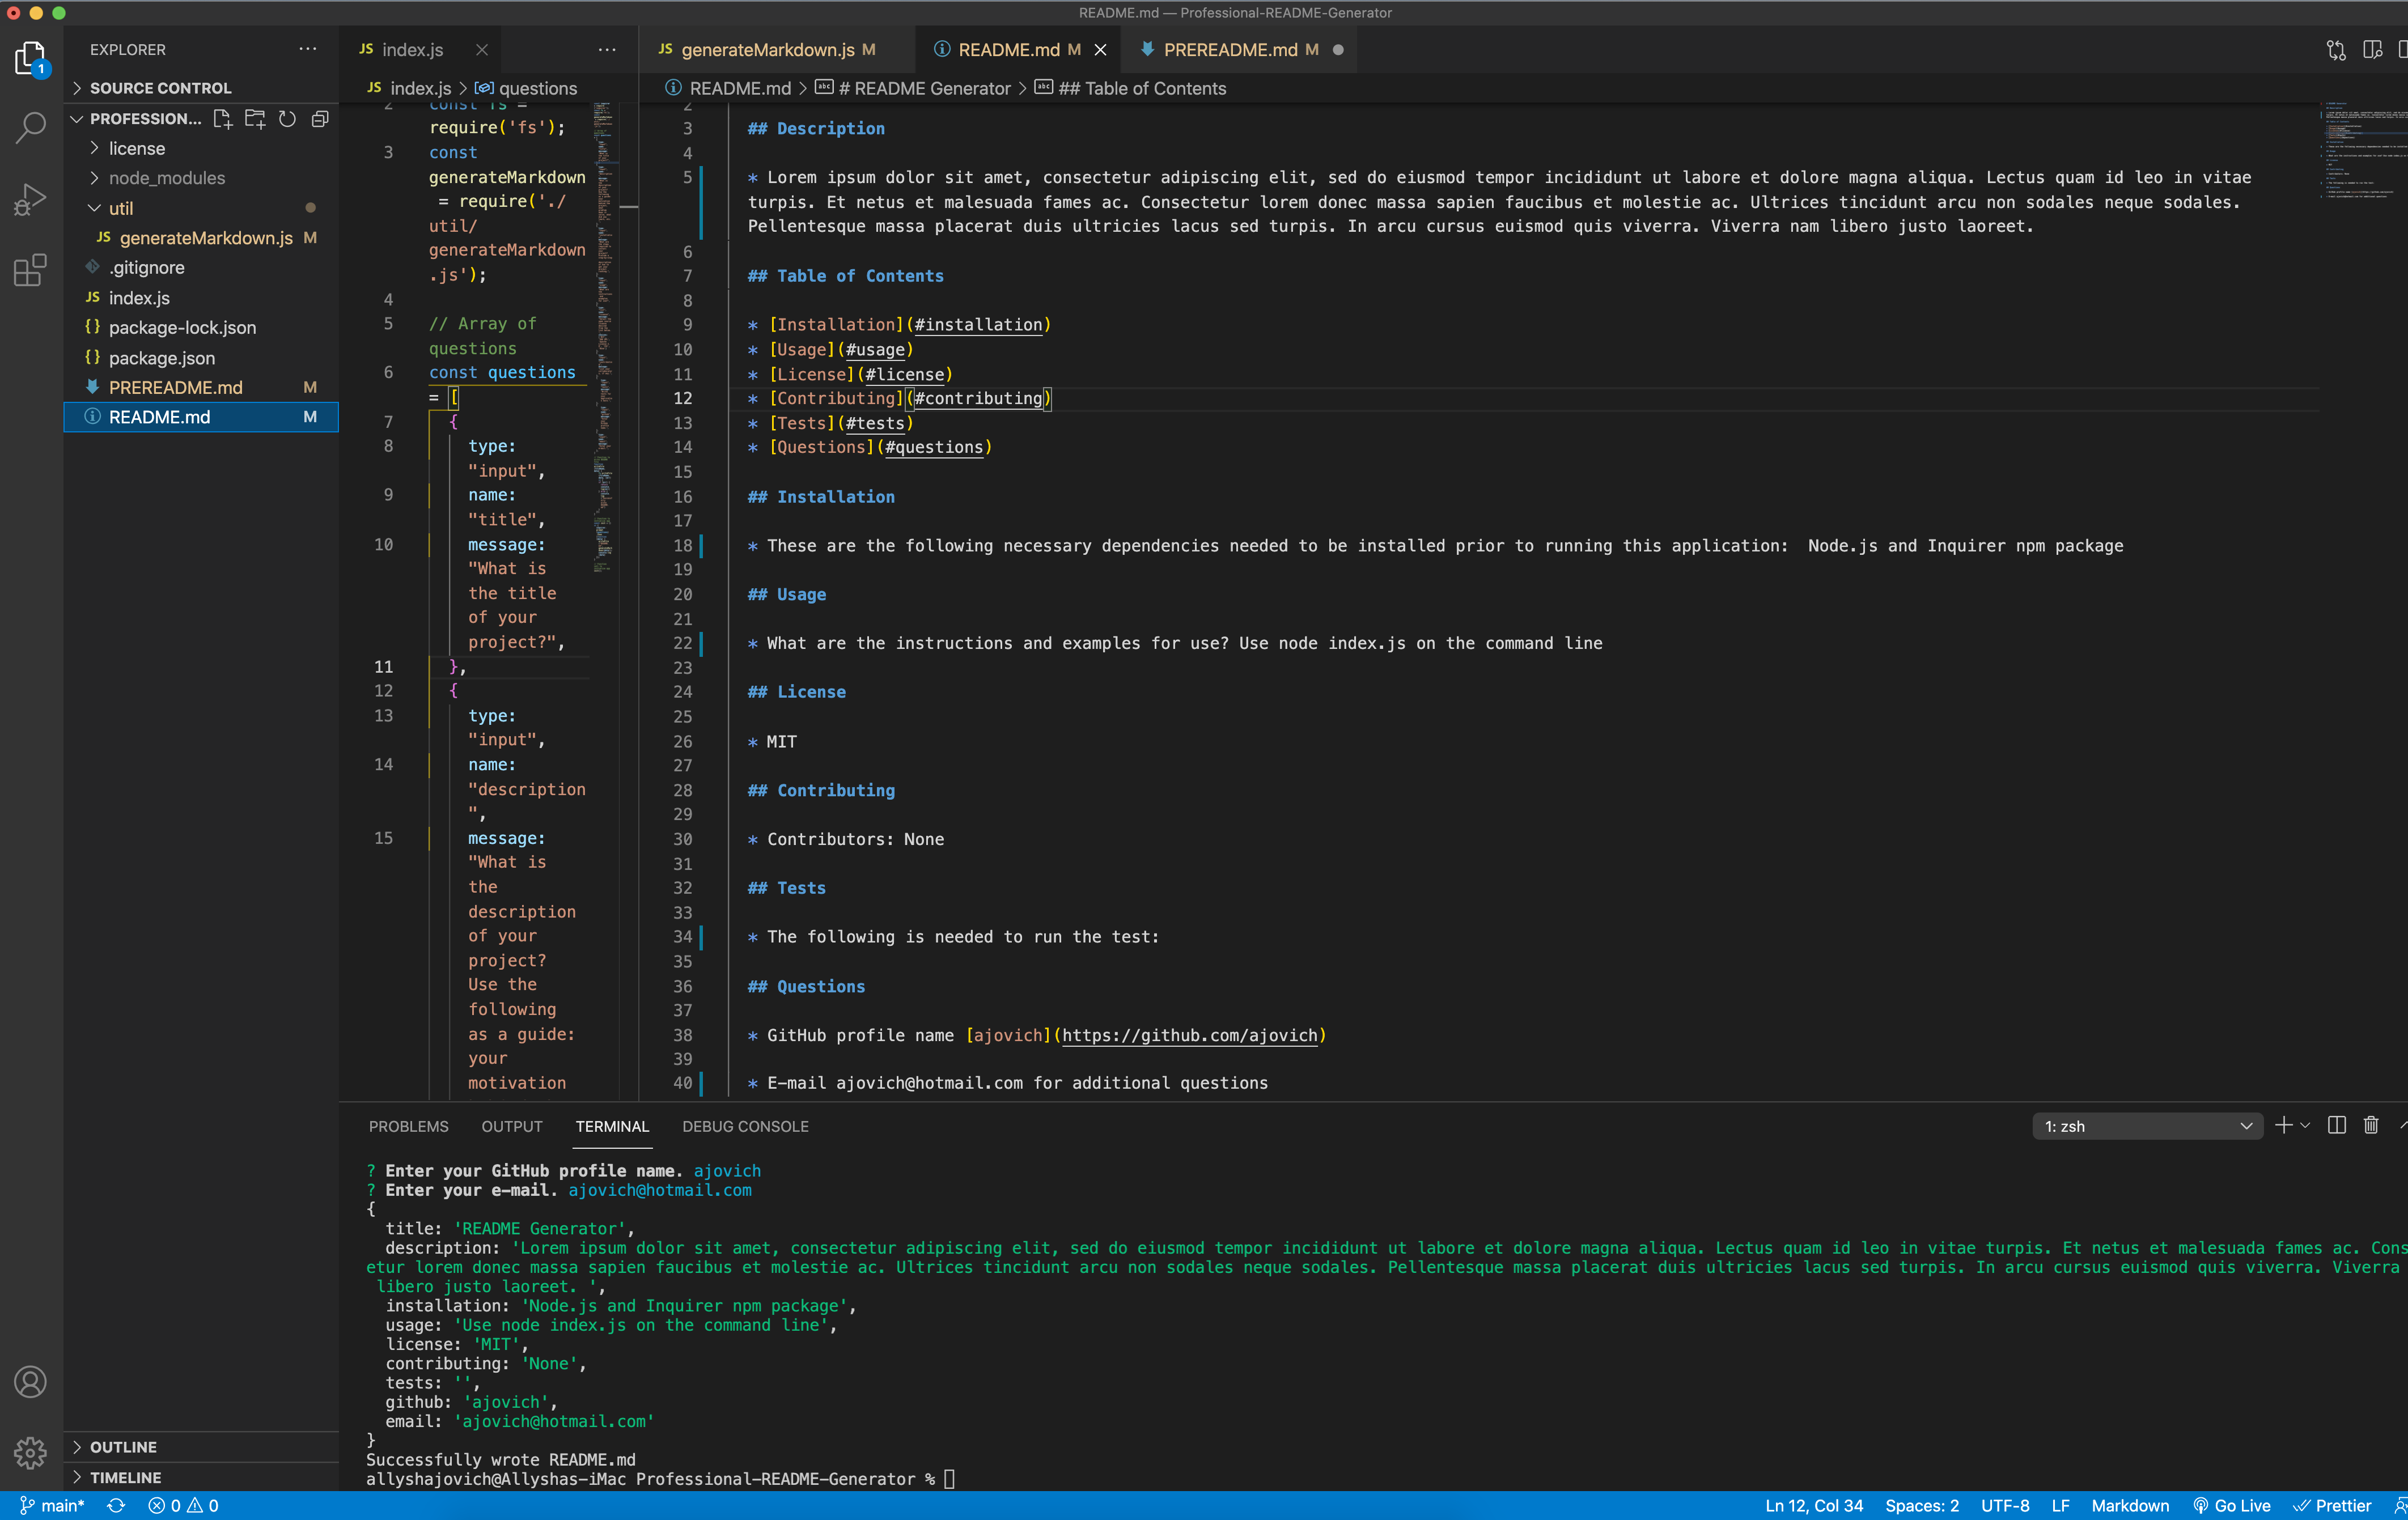 README.md — Professional-README-Generator
EXPLORER
SOURCE CONTROL
PROFESSION...
license
node_modules
util
JS generateMarkdown.js M
.gitignore
JS index.js
{} package-lock.json
{} package.json
PREREADME.md M
README.md M
OUTLINE
TIMELINE
1
JS index.js
JS index.js > questions
2 const fs =
require('fs');
3 const
generateMarkdown
= require('./
util/
generateMarkdown
.js');
4
5 // Array of
questions
6 const questions
= [
7 {
8 type:
"input",
9 name:
"title",
10 message:
"What is
the title
of your
project?",
11 },
12 {
13 type:
"input",
14 name:
"description
",
15 message:
"What is
the
description
of your
project?
Use the
following
as a guide:
your
motivation
JS generateMarkdown.js M
README.md M
PREREADME.md M
README.md > # README Generator > ## Table of Contents
2
3 ## Description
4
5 * Lorem ipsum dolor sit amet, consectetur adipiscing elit, sed do eiusmod tempor incididunt ut labore et dolore magna aliqua. Lectus quam id leo in vitae
turpis. Et netus et malesuada fames ac. Consectetur lorem donec massa sapien faucibus et molestie ac. Ultrices tincidunt arcu non sodales neque sodales.
Pellentesque massa placerat duis ultricies lacus sed turpis. In arcu cursus euismod quis viverra. Viverra nam libero justo laoreet.
6
7 ## Table of Contents
8
9 * [Installation](#installation)
10 * [Usage](#usage)
11 * [License](#license)
12 * [Contributing](#contributing)
13 * [Tests](#tests)
14 * [Questions](#questions)
15
16 ## Installation
17
18 * These are the following necessary dependencies needed to be installed prior to running this application:  Node.js and Inquirer npm package
19
20 ## Usage
21
22 * What are the instructions and examples for use? Use node index.js on the command line
23
24 ## License
25
26 * MIT
27
28 ## Contributing
29
30 * Contributors: None
31
32 ## Tests
33
34 * The following is needed to run the test:
35
36 ## Questions
37
38 * GitHub profile name [ajovich](https://github.com/ajovich)
39
40 * E-mail ajovich@hotmail.com for additional questions
PROBLEMS OUTPUT TERMINAL DEBUG CONSOLE
1: zsh
? Enter your GitHub profile name. ajovich
? Enter your e-mail. ajovich@hotmail.com
{
title: 'README Generator',
description: 'Lorem ipsum dolor sit amet, consectetur adipiscing elit, sed do eiusmod tempor incididunt ut labore et dolore magna aliqua. Lectus quam id leo in vitae turpis. Et netus et malesuada fames ac. Cons
etur lorem donec massa sapien faucibus et molestie ac. Ultrices tincidunt arcu non sodales neque sodales. Pellentesque massa placerat duis ultricies lacus sed turpis. In arcu cursus euismod quis viverra. Viverra
libero justo laoreet. ',
installation: 'Node.js and Inquirer npm package',
usage: 'Use node index.js on the command line',
license: 'MIT',
contributing: 'None',
tests: '',
github: 'ajovich',
email: 'ajovich@hotmail.com'
}
Successfully wrote README.md
allyshajovich@Allyshas-iMac Professional-README-Generator %
main* 0 0
Ln 12, Col 34 Spaces: 2 UTF-8 LF Markdown Go Live Prettier